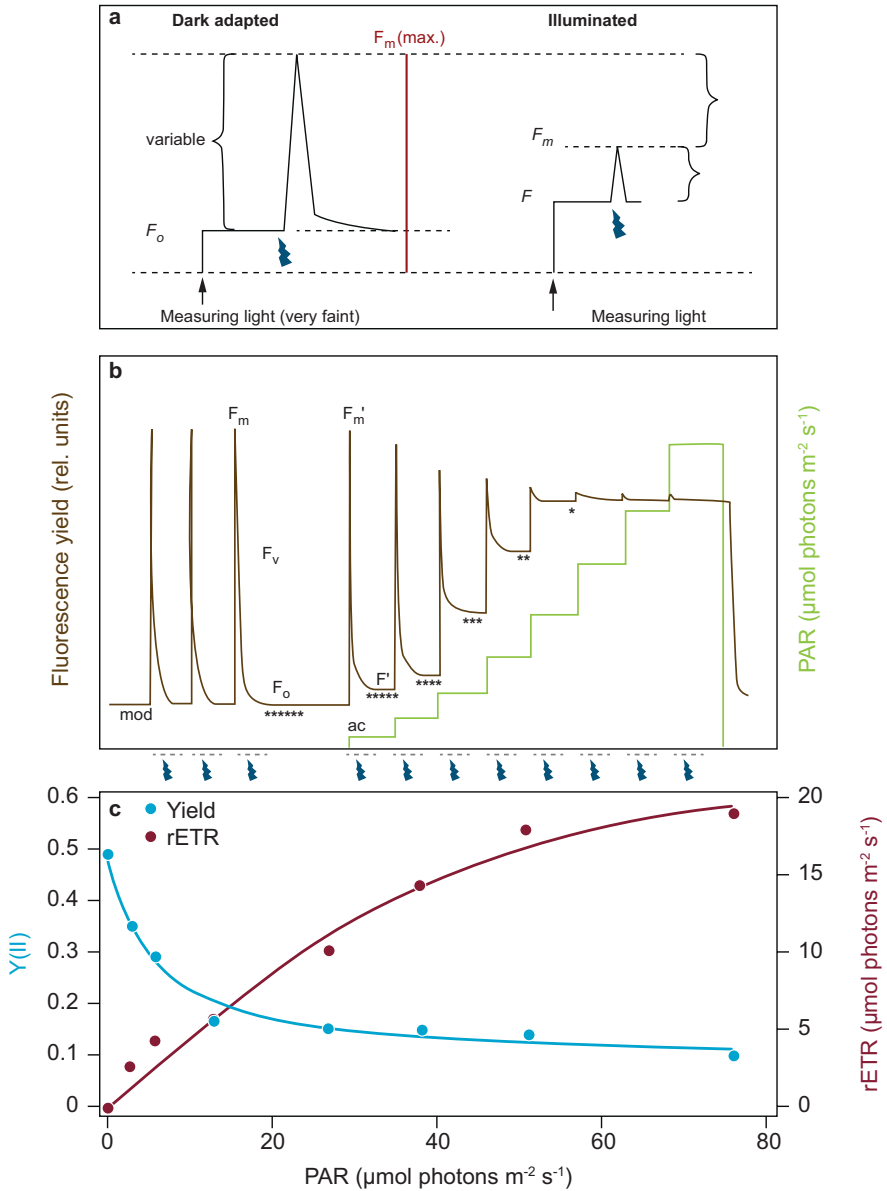 a
Dark adapted
Illuminated
Fm (max.)
variable
Fm
F
Fo
Measuring light (very faint)
Measuring light
b
Fluorescence yield (rel. units)
PAR (µmol photons m-2 s-1)
Fm
Fm'
Fv
*
**
***
Fo
F'
****
*****
******
mod
ac
c
Yield
rETR
Y(II)
0.6
0.5
0.4
0.3
0.2
0.1
0
rETR (µmol photons m-2 s-1)
20
15
10
5
0
0 20 40 60 80
PAR (µmol photons m-2 s-1)